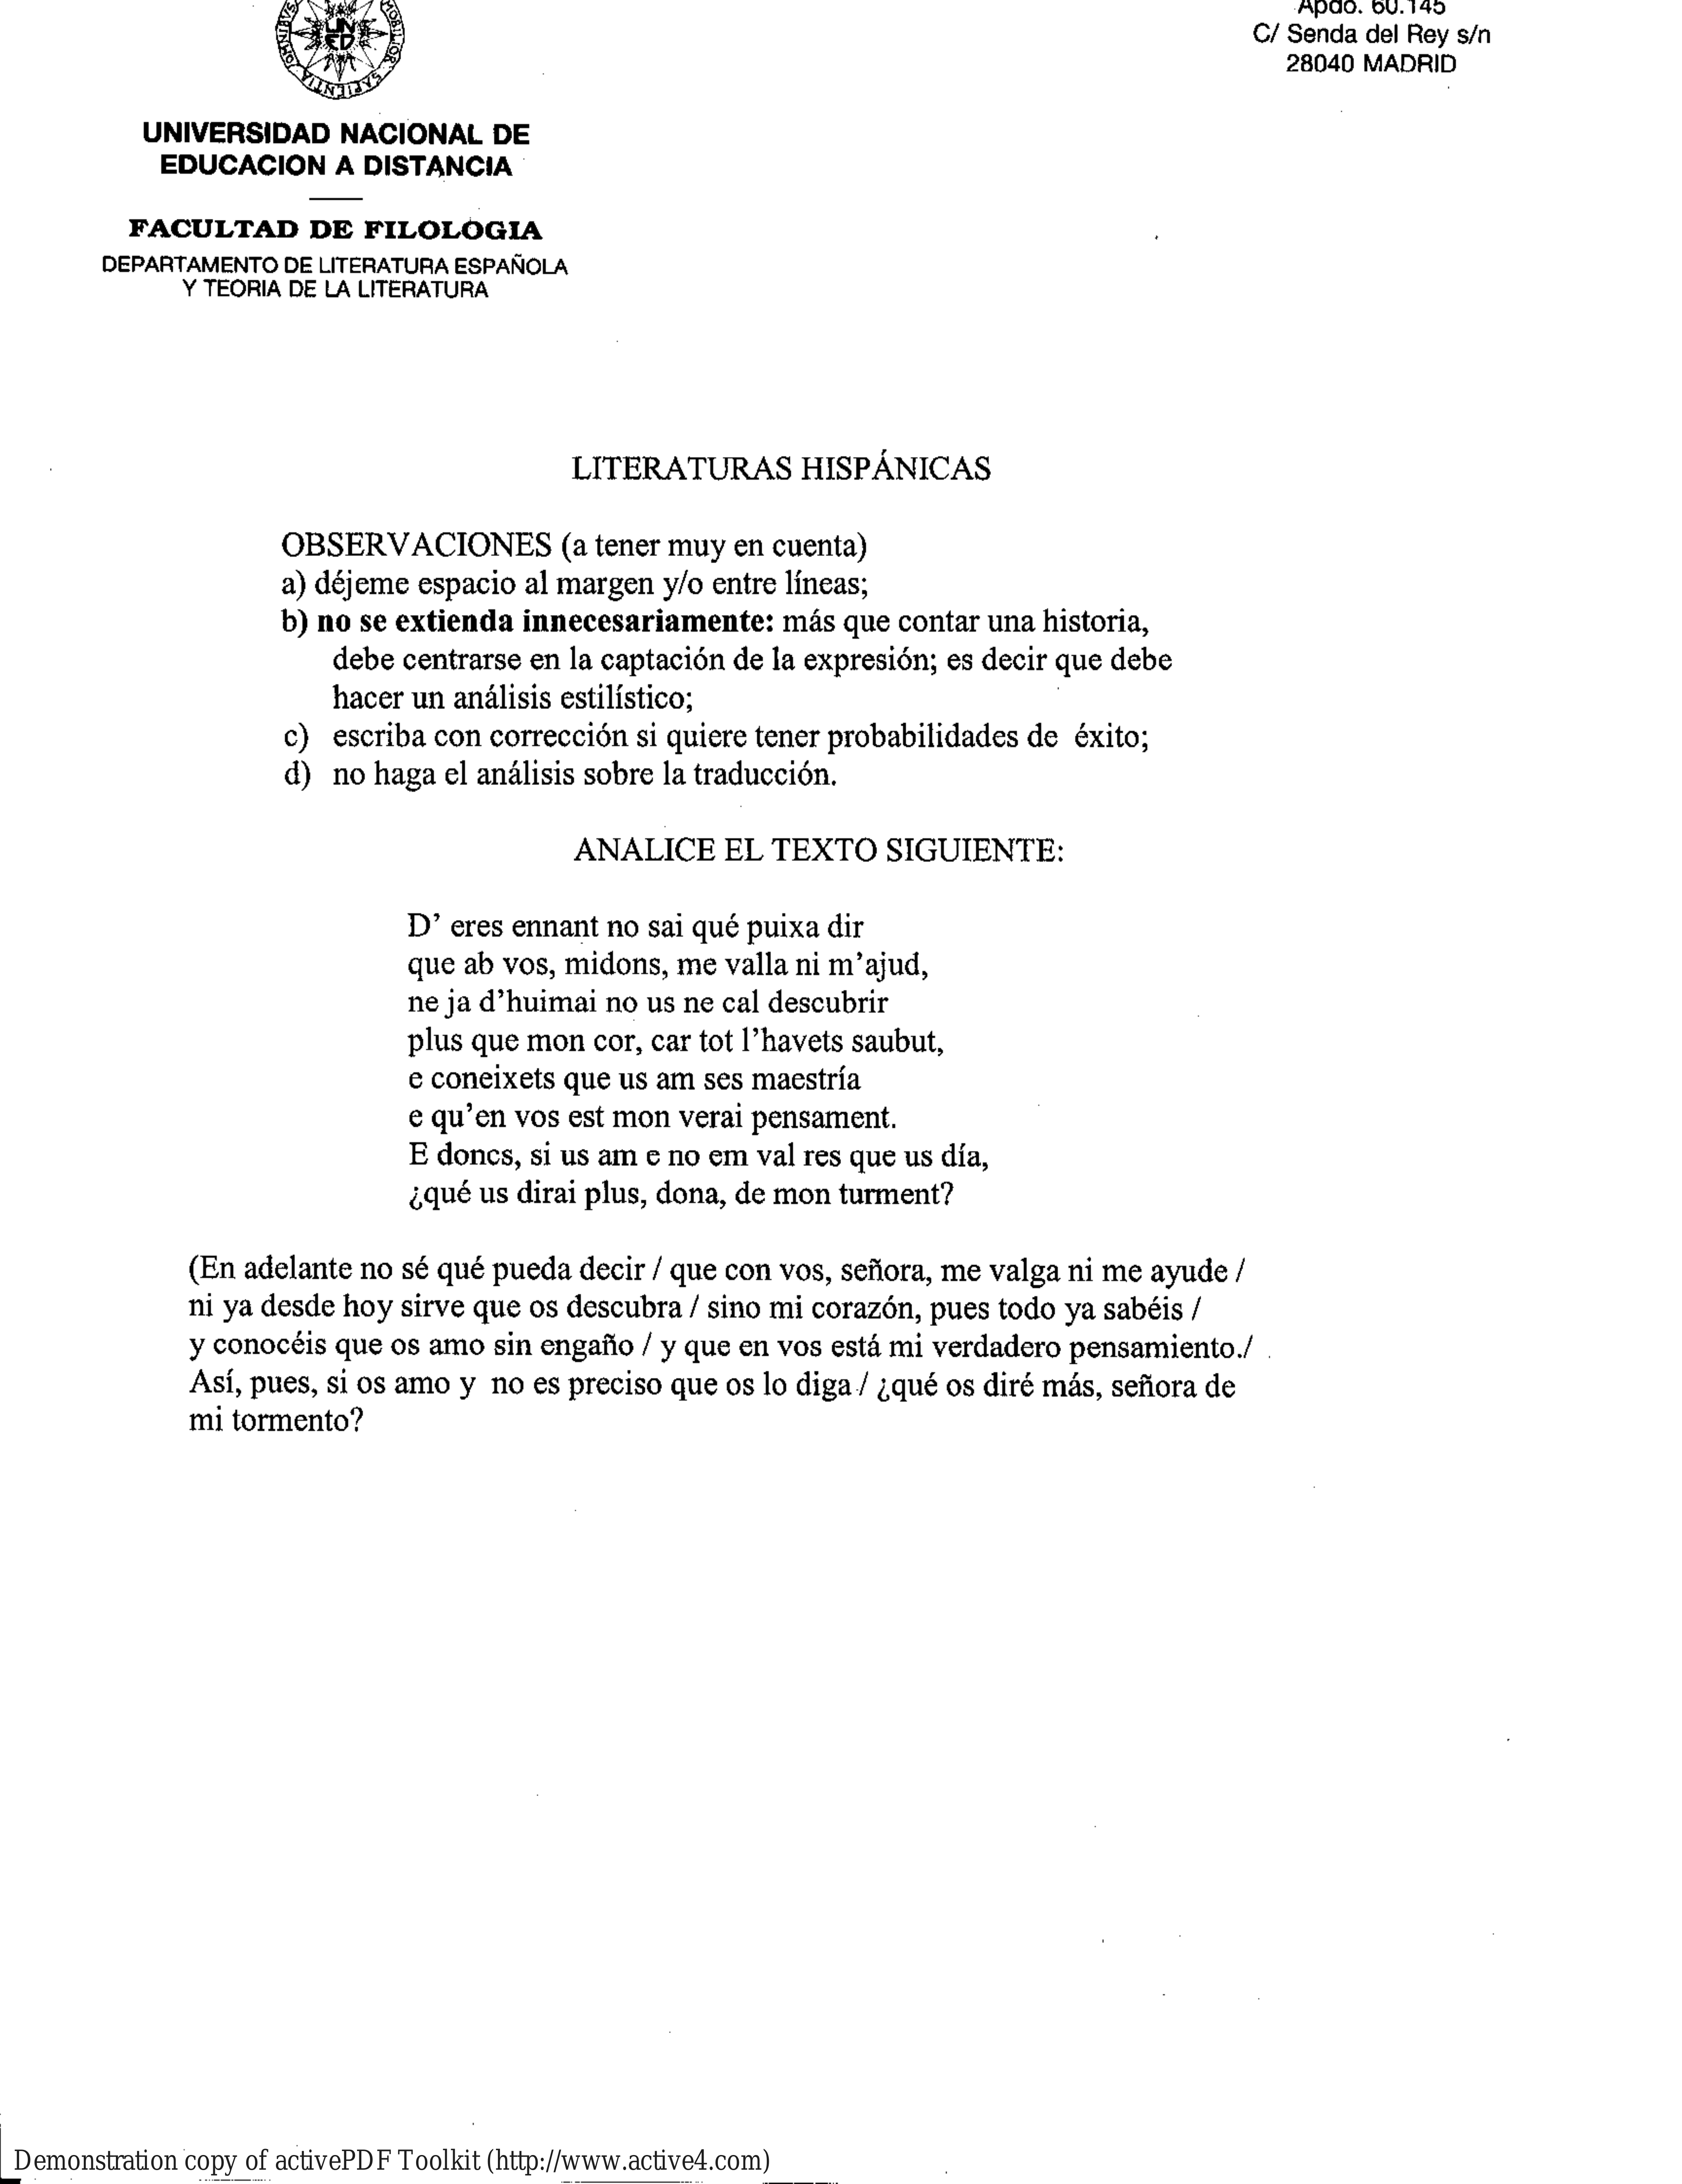 Apdo. 60.145
C/ Senda del Rey s/n
28040 MADRID
UNED
OMNIBVS MOBILIBVS MOBILIOR SAPIENTIA
UNIVERSIDAD NACIONAL DE
EDUCACION A DISTANCIA
FACULTAD DE FILOLOGIA
DEPARTAMENTO DE LITERATURA ESPAÑOLA
Y TEORIA DE LA LITERATURA
LITERATURAS HISPÁNICAS
OBSERVACIONES (a tener muy en cuenta)
a) déjeme espacio al margen y/o entre líneas;
b) no se extienda innecesariamente: más que contar una historia,
debe centrarse en la captación de la expresión; es decir que debe
hacer un análisis estilístico;
c) escriba con corrección si quiere tener probabilidades de éxito;
d) no haga el análisis sobre la traducción.
ANALICE EL TEXTO SIGUIENTE:
D' eres ennant no sai qué puixa dir
que ab vos, midons, me valla ni m'ajud,
ne ja d'huimai no us ne cal descubrir
plus que mon cor, car tot l'havets saubut,
e coneixets que us am ses maestría
e qu'en vos est mon verai pensament.
E doncs, si us am e no em val res que us día,
¿qué us dirai plus, dona, de mon turment?
(En adelante no sé qué pueda decir / que con vos, señora, me valga ni me ayude /
ni ya desde hoy sirve que os descubra / sino mi corazón, pues todo ya sabéis /
y conocéis que os amo sin engaño / y que en vos está mi verdadero pensamiento./
Así, pues, si os amo y no es preciso que os lo diga / ¿qué os diré más, señora de
mi tormento?
Demonstration copy of activePDF Toolkit (http://www.active4.com)